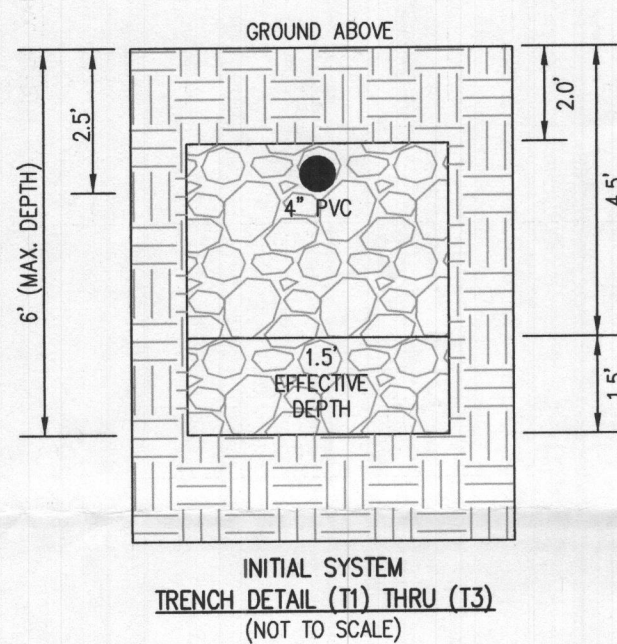 GROUND ABOVE
6' (MAX. DEPTH)
2.5'
2.0'
4.5'
4" PVC
1.5'
EFFECTIVE
DEPTH
1.5'
INITIAL SYSTEM
TRENCH DETAIL (T1) THRU (T3)
(NOT TO SCALE)